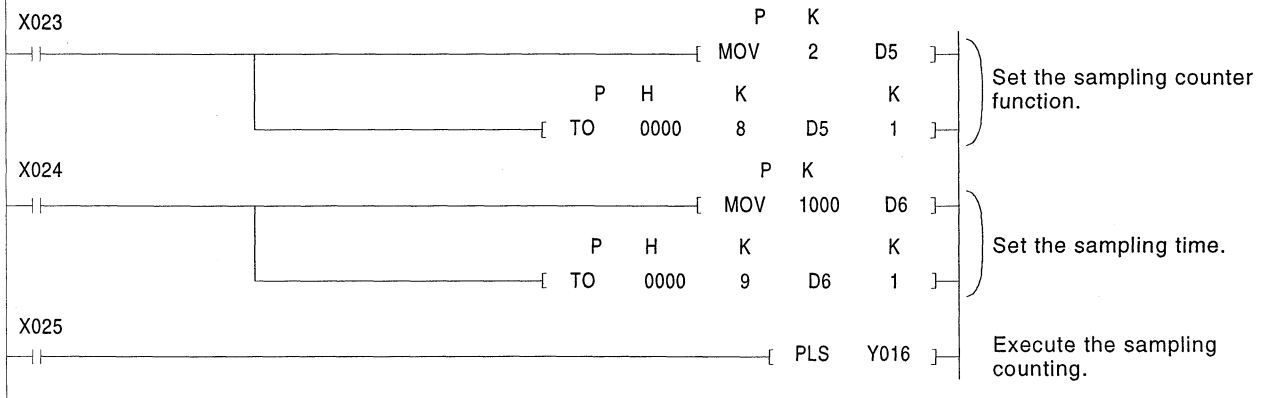 X023
P K
MOV 2 D5
Set the sampling counter
function.
P H K K
TO 0000 8 D5 1
X024
P K
MOV 1000 D6
P H K K
Set the sampling time.
TO 0000 9 D6 1
X025
PLS Y016
Execute the sampling
counting.